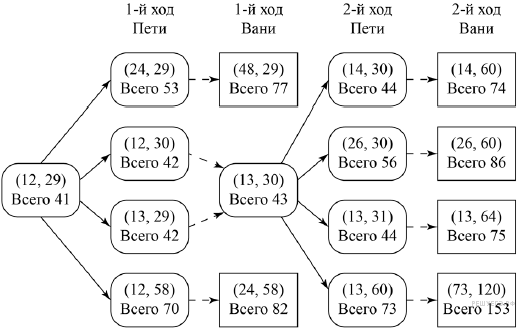 1-й ход
Пети
1-й ход
Вани
2-й ход
Пети
2-й ход
Вани
(24, 29)
Всего 53
(48, 29)
Всего 77
(14, 30)
Всего 44
(14, 60)
Всего 74
(12, 30)
Всего 42
(26, 30)
Всего 56
(26, 60)
Всего 86
(12, 29)
Всего 41
(13, 30)
Всего 43
(13, 29)
Всего 42
(13, 31)
Всего 44
(13, 64)
Всего 75
(12, 58)
Всего 70
(24, 58)
Всего 82
(13, 60)
Всего 73
(73, 120)
Всего 153